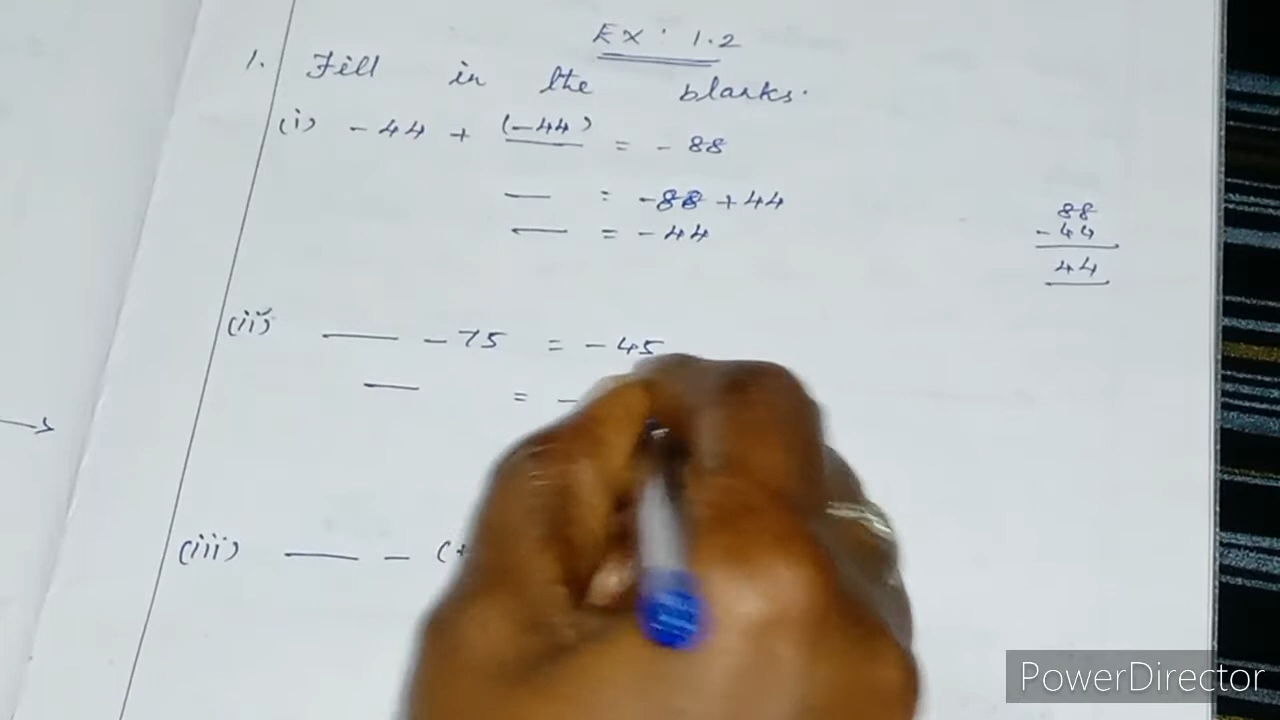 Ex: 1.2
1. Fill in the blanks.
(i) -44 + (-44) = -88
— = -88 + 44
— = -44
88
-44
44
(ii) — -75 = -45
— = -
(iii) — - (+
PowerDirector